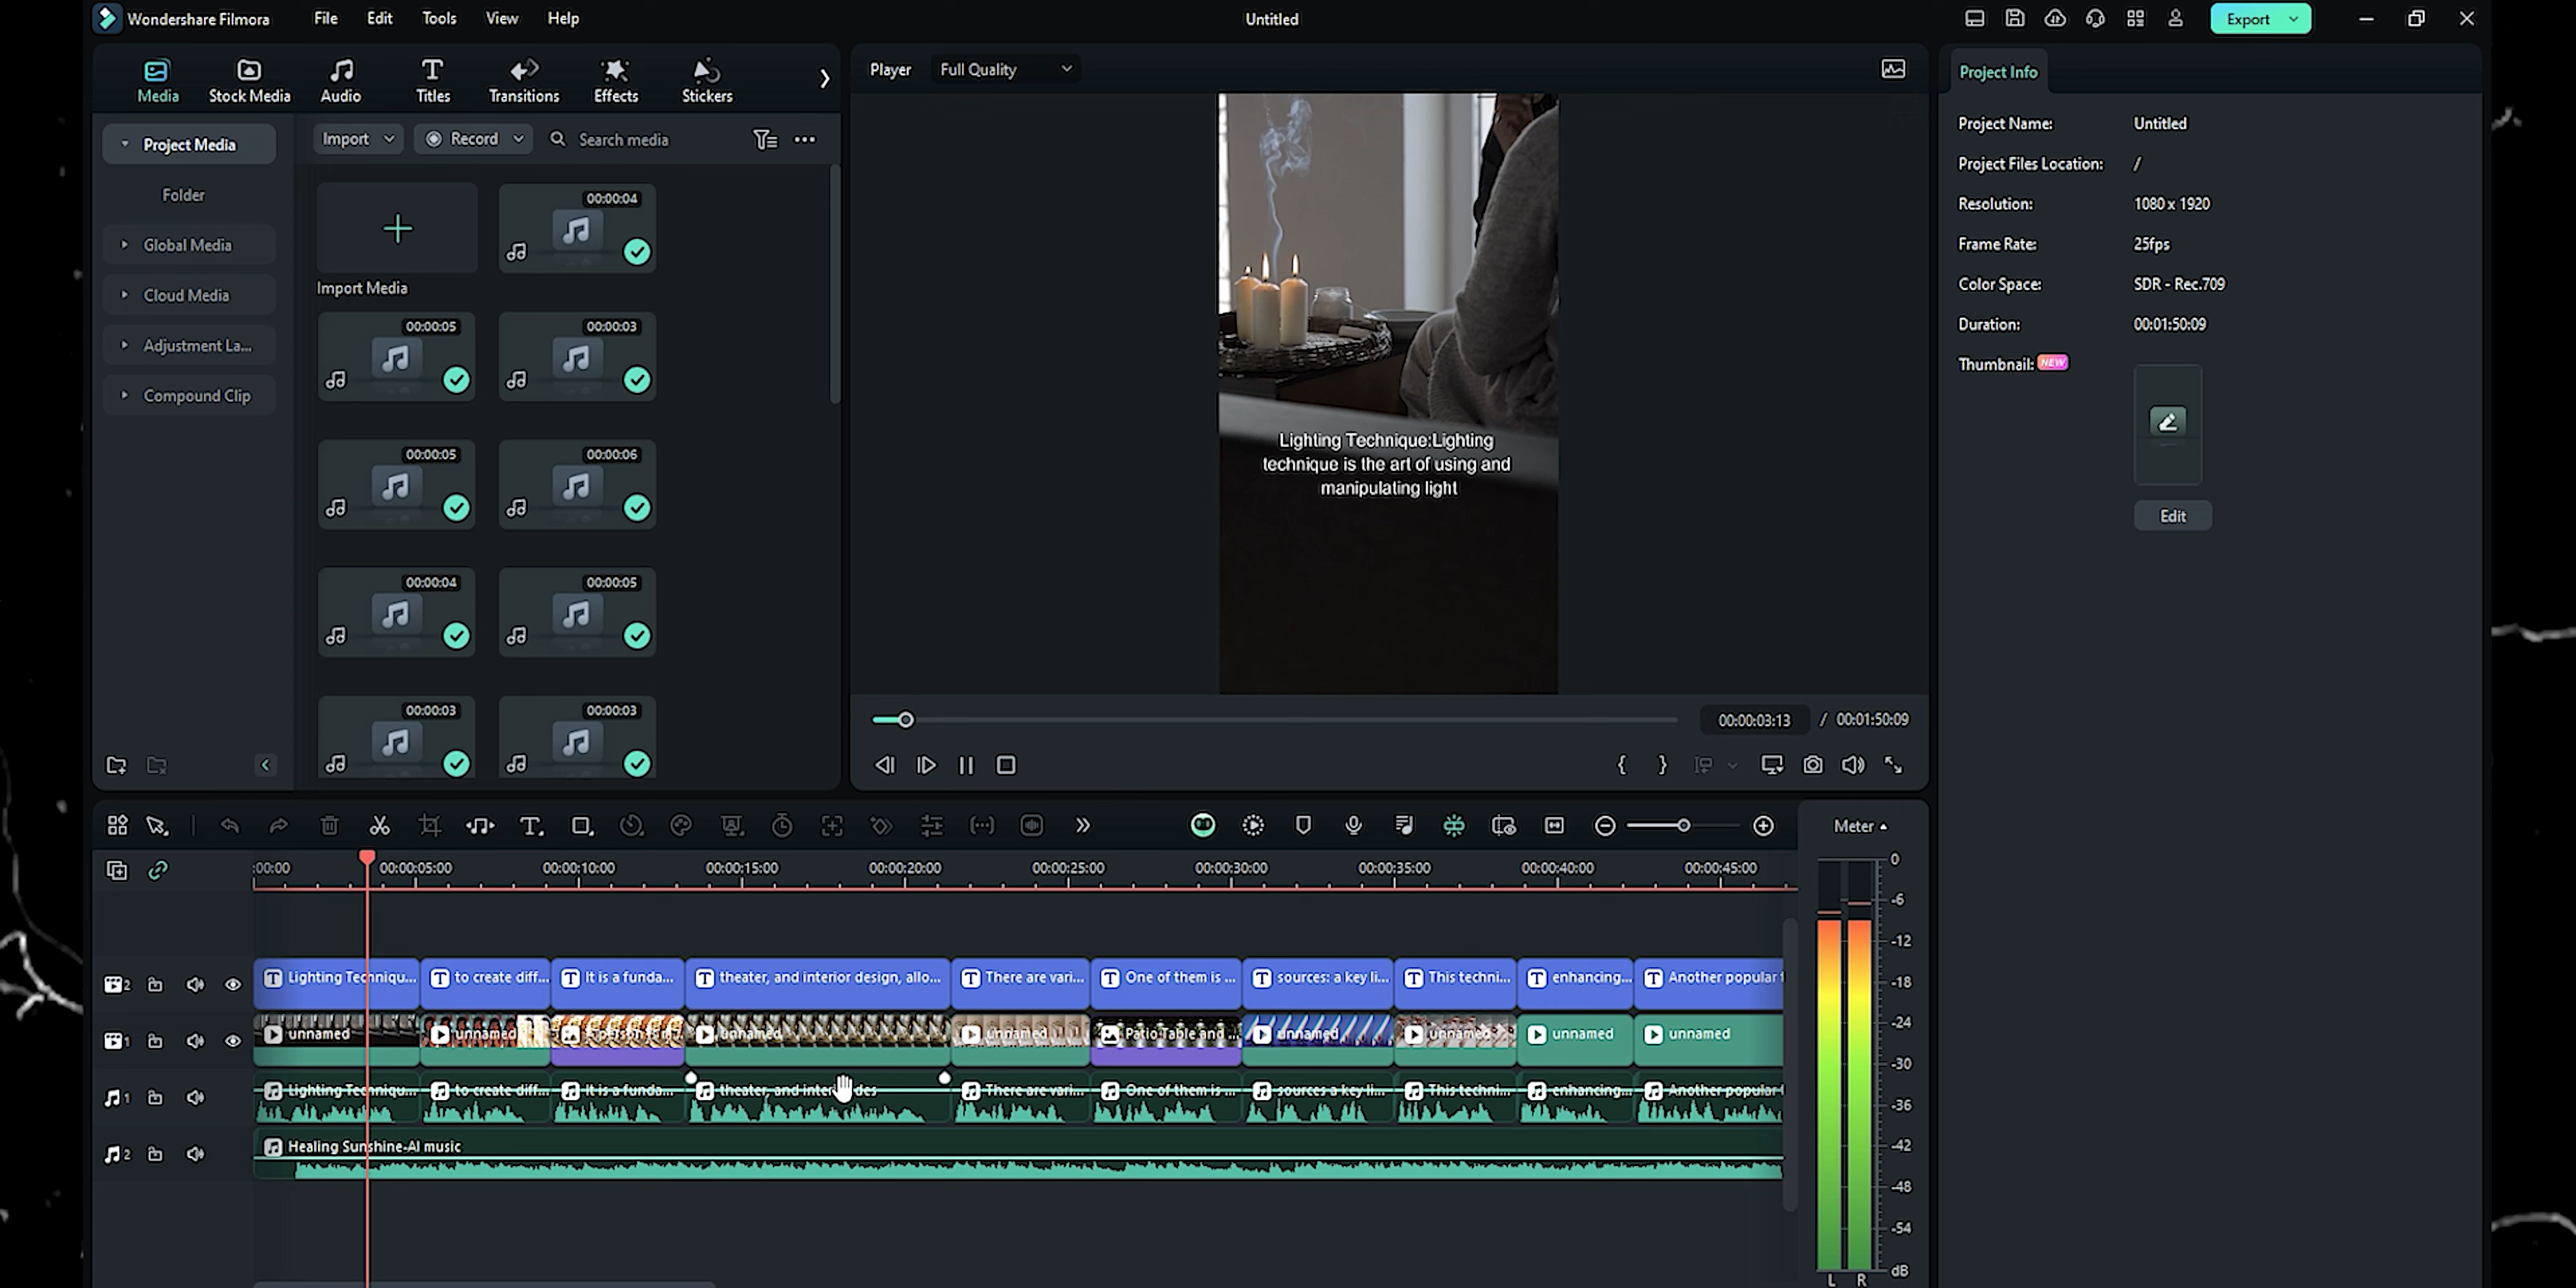 Wondershare Filmora
File Edit Tools View Help
Untitled
Export
Media
Stock Media
Audio
Titles
Transitions
Effects
Stickers
Player
Full Quality
Project Info
Project Media
Folder
Global Media
Cloud Media
Adjustment La...
Compound Clip
Import
Record
Search media
00:00:04
Import Media
00:00:05
00:00:03
00:00:05
00:00:06
00:00:04
00:00:05
00:00:03
00:00:03
Lighting Technique:Lighting
technique is the art of using and
manipulating light
00:00:03:13 / 00:01:50:09
Project Name: Untitled
Project Files Location: /
Resolution: 1080 x 1920
Frame Rate: 25fps
Color Space: SDR - Rec.709
Duration: 00:01:50:09
Thumbnail: NEW
Edit
Meter
:00:00 00:00:05:00 00:00:10:00 00:00:15:00 00:00:20:00 00:00:25:00 00:00:30:00 00:00:35:00 00:00:40:00 00:00:45:00
2 Lighting Techniqu... to create diff... It is a funda... theater, and interior design, allo... There are vari... One of them is ... sources: a key li... This techni... enhancing... Another popular
1 unnamed unnamed unnamed unnamed Patio Table and ... unnamed unnamed unnamed unnamed
1 Lighting Techniqu... to create diff... It is a funda... theater, and interi des There are vari... One of them is ... sources a key li... This techni... enhancing... Another popular
2 Healing Sunshine-AI music
0
-6
-12
-18
-24
-30
-36
-42
-48
-54
dB
L R